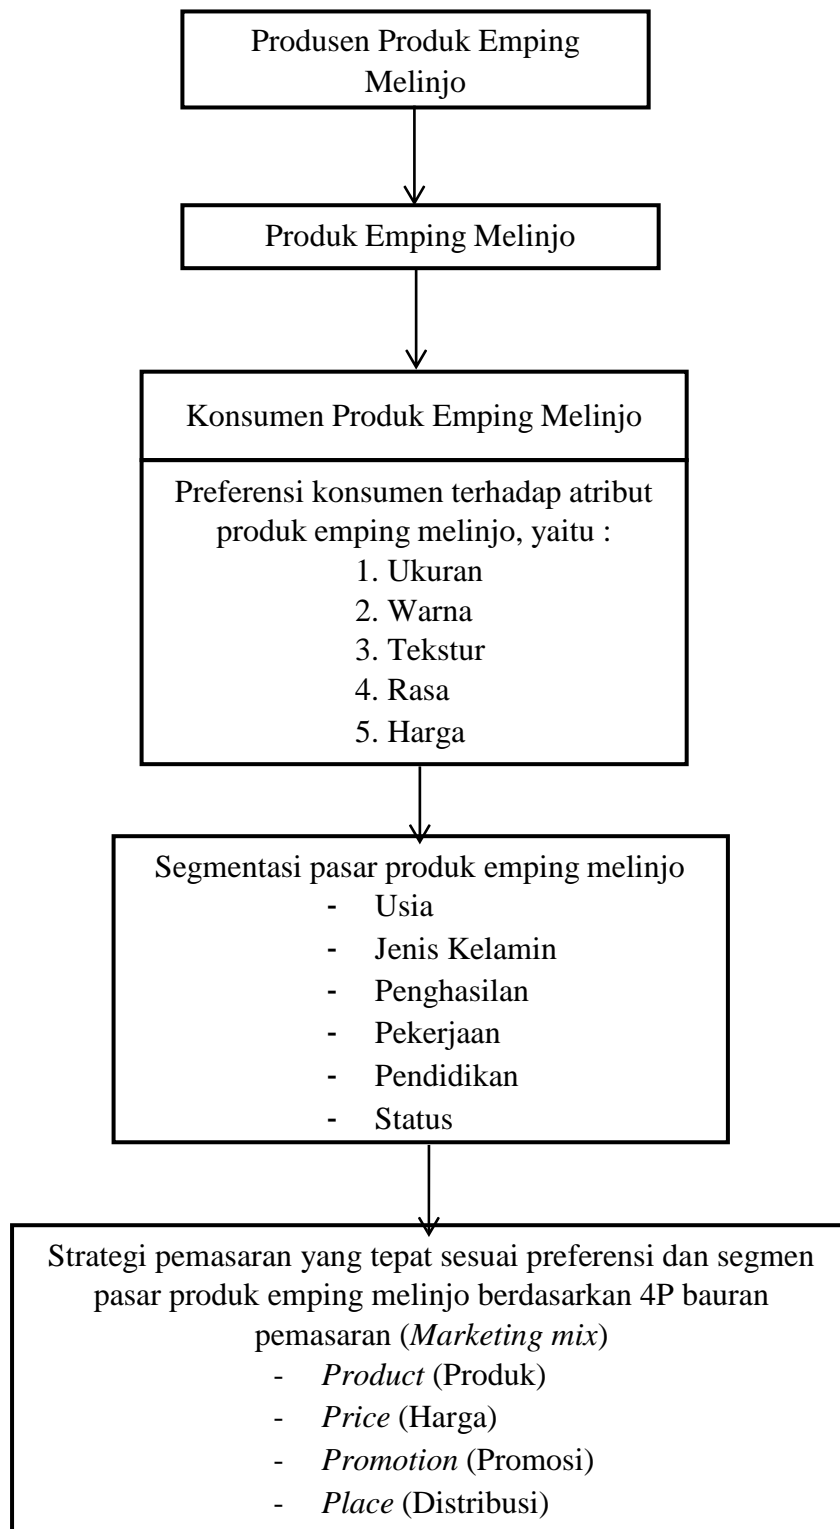 Produsen Produk Emping
Melinjo
Produk Emping Melinjo
Konsumen Produk Emping Melinjo
Preferensi konsumen terhadap atribut
produk emping melinjo, yaitu :
1. Ukuran
2. Warna
3. Tekstur
4. Rasa
5. Harga
Segmentasi pasar produk emping melinjo
- Usia
- Jenis Kelamin
- Penghasilan
- Pekerjaan
- Pendidikan
- Status
Strategi pemasaran yang tepat sesuai preferensi dan segmen
pasar produk emping melinjo berdasarkan 4P bauran
pemasaran (Marketing mix)
- Product (Produk)
- Price (Harga)
- Promotion (Promosi)
- Place (Distribusi)